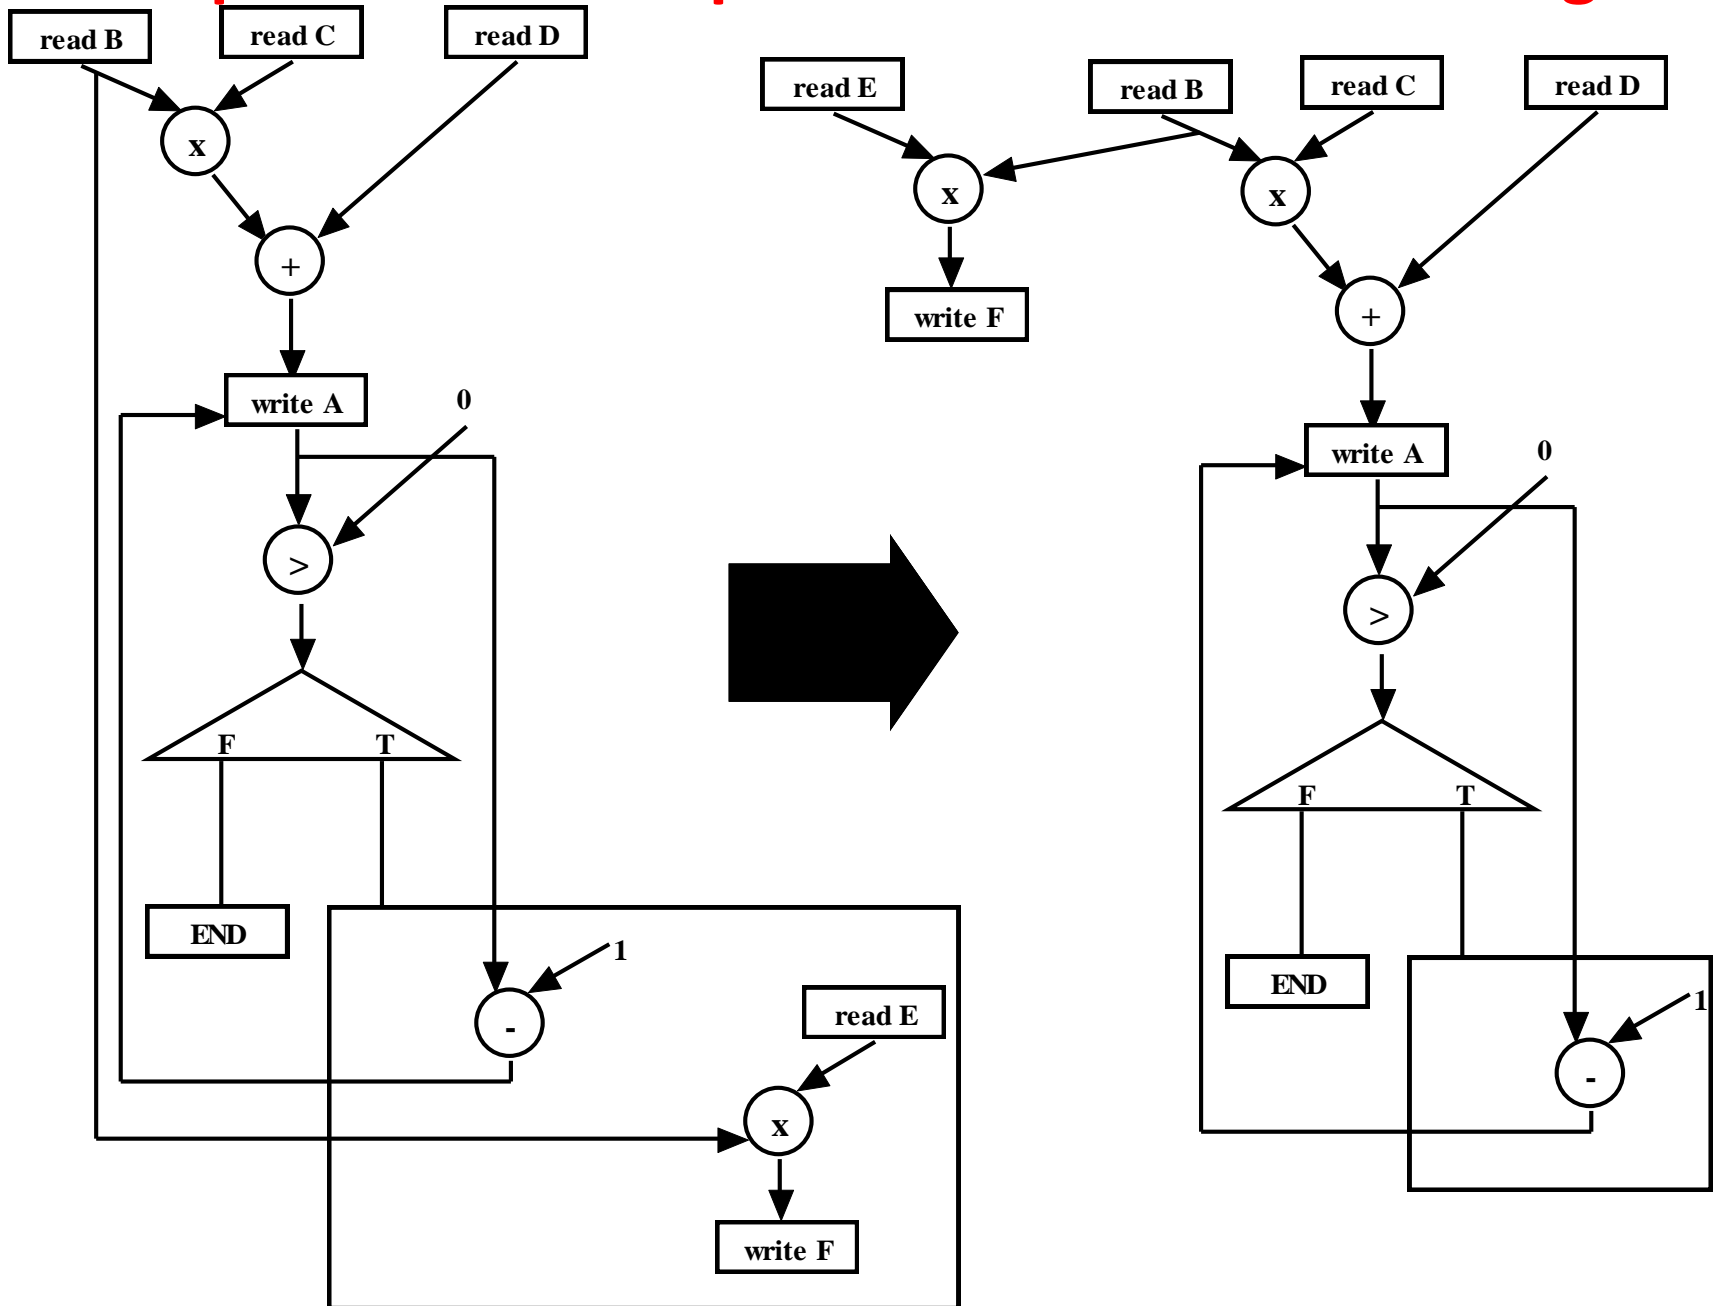 read B
read C
read D
x
+
write A
0
>
F
T
END
1
-
read E
x
write F
read E
read B
read C
read D
x
x
write F
+
write A
0
>
F
T
END
1
-